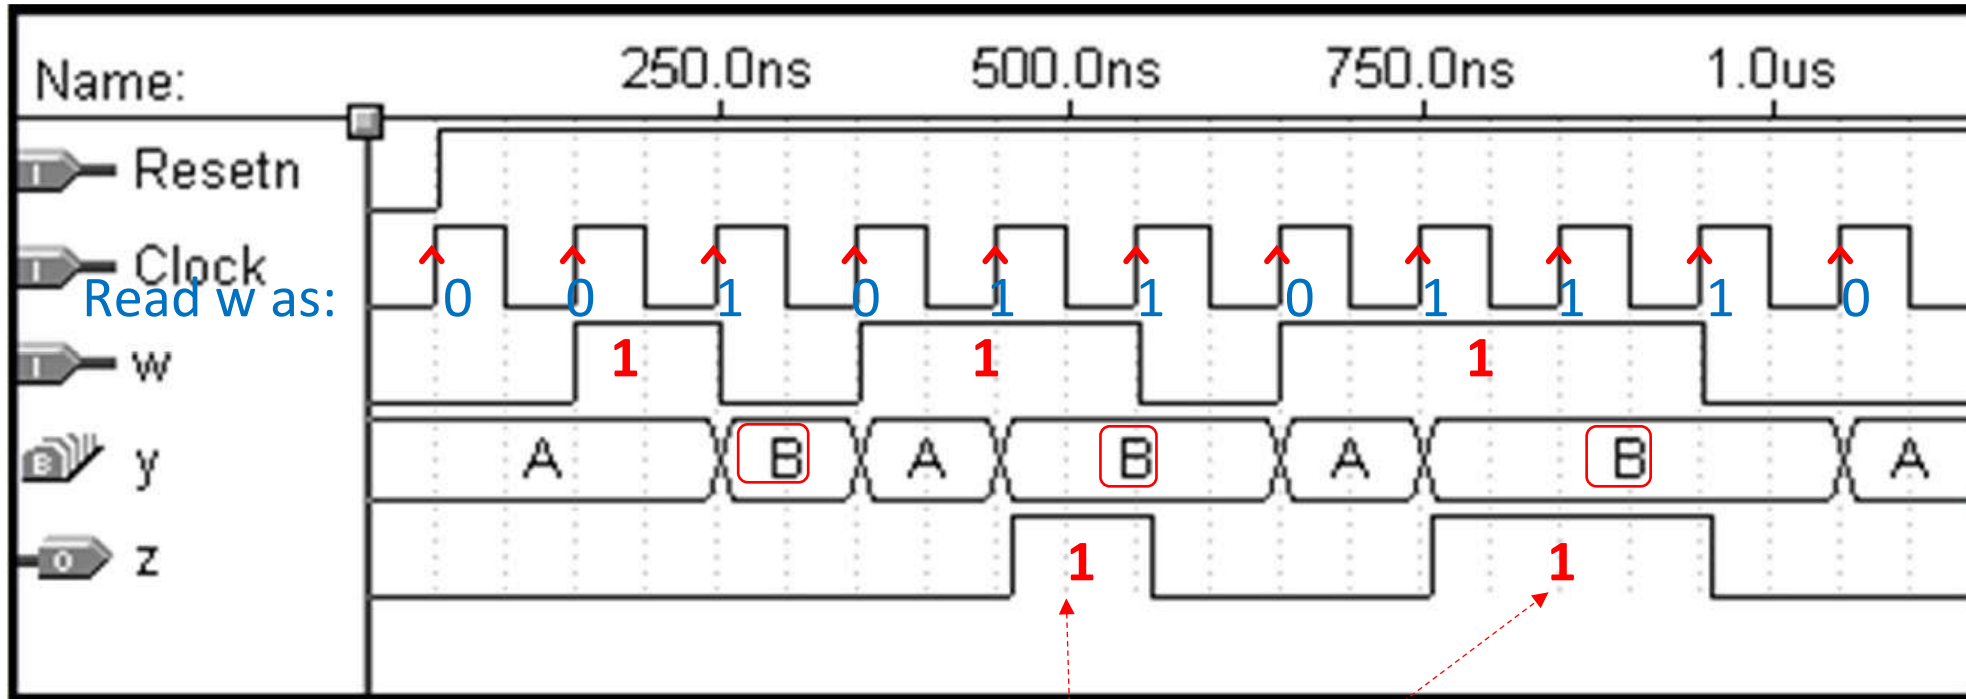 250.0ns 500.0ns 750.0ns 1.0us
Name:
Resetn
Clock
Read w as: 0 0 1 0 1 1 0 1 1 1 0
w 1 1 1
y A B A B A B A
z 1 1